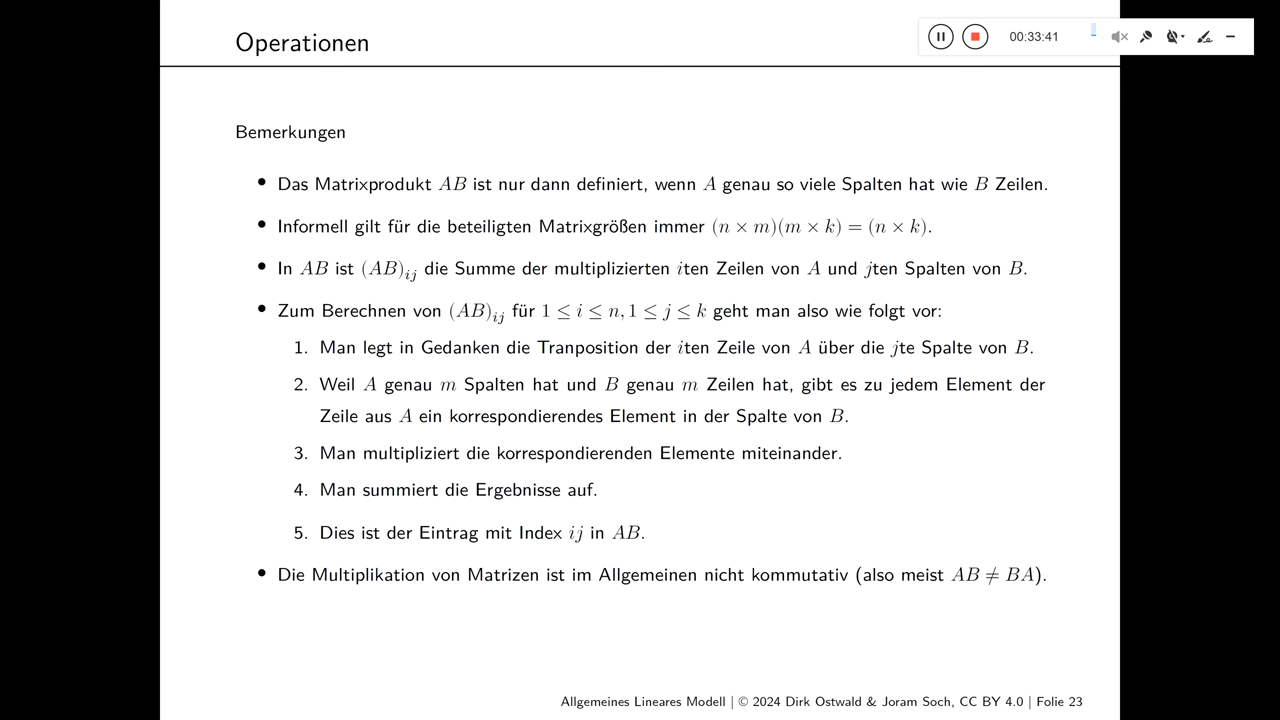 Operationen
00:33:41
Bemerkungen
• Das Matrixprodukt AB ist nur dann definiert, wenn A genau so viele Spalten hat wie B Zeilen.
• Informell gilt für die beteiligten Matrixgrößen immer (n × m)(m × k) = (n × k).
• In AB ist (AB)ij die Summe der multiplizierten iten Zeilen von A und jten Spalten von B.
• Zum Berechnen von (AB)ij für 1 ≤ i ≤ n, 1 ≤ j ≤ k geht man also wie folgt vor:
1. Man legt in Gedanken die Tranposition der iten Zeile von A über die jte Spalte von B.
2. Weil A genau m Spalten hat und B genau m Zeilen hat, gibt es zu jedem Element der
Zeile aus A ein korrespondierendes Element in der Spalte von B.
3. Man multipliziert die korrespondierenden Elemente miteinander.
4. Man summiert die Ergebnisse auf.
5. Dies ist der Eintrag mit Index ij in AB.
• Die Multiplikation von Matrizen ist im Allgemeinen nicht kommutativ (also meist AB ≠ BA).
Allgemeines Lineares Modell | © 2024 Dirk Ostwald & Joram Soch, CC BY 4.0 | Folie 23